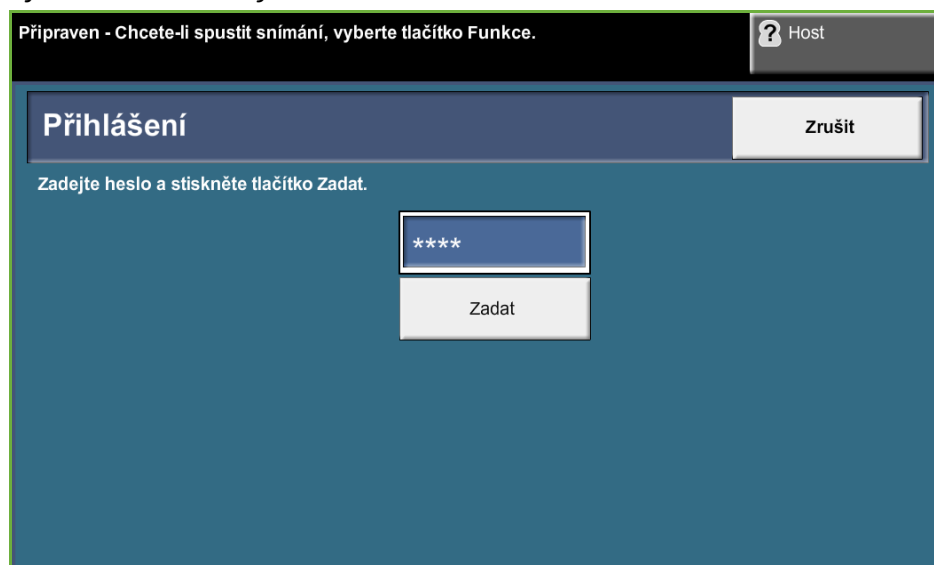 Připraven - Chcete-li spustit snímání, vyberte tlačítko Funkce.
? Host
Přihlášení
Zrušit
Zadejte heslo a stiskněte tlačítko Zadat.
****
Zadat